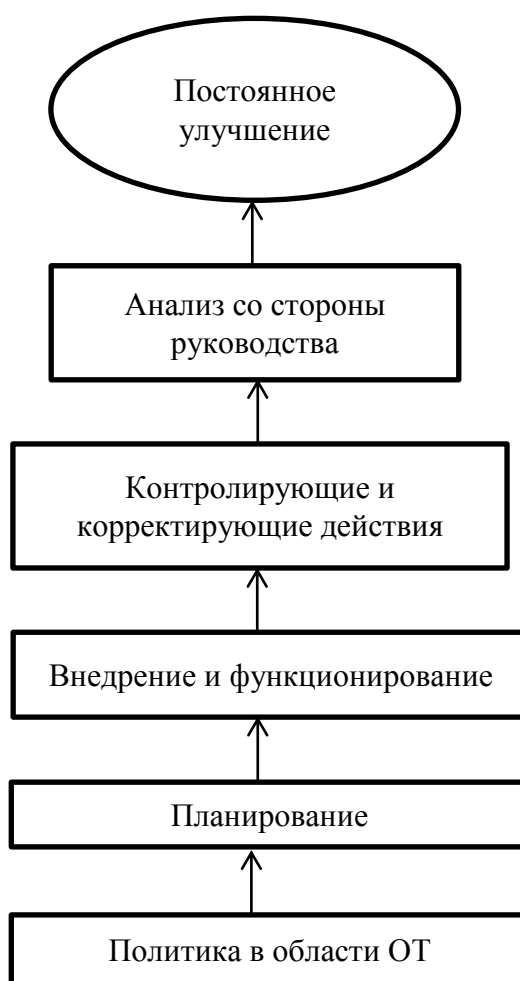 Постоянное
улучшение
Анализ со стороны
руководства
Контролирующие и
корректирующие действия
Внедрение и функционирование
Планирование
Политика в области ОТ